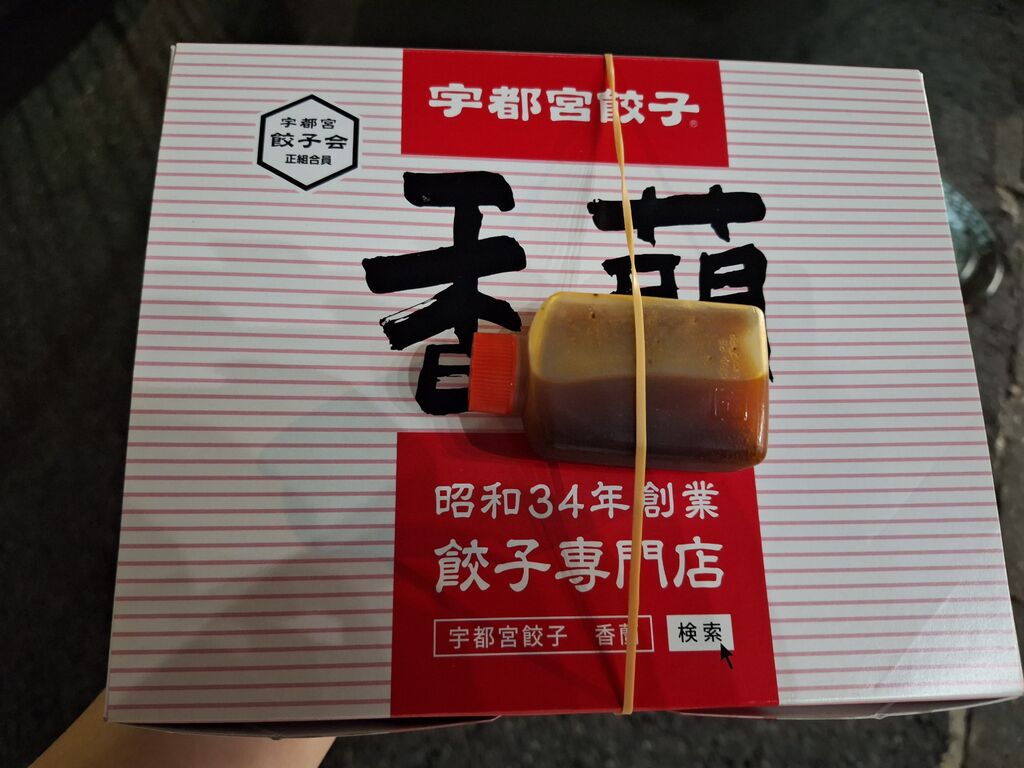 宇都宮餃子®
宇都宮
餃子会
正組合員
香
昭和34年創業
餃子専門店
宇都宮餃子 香蘭
検索